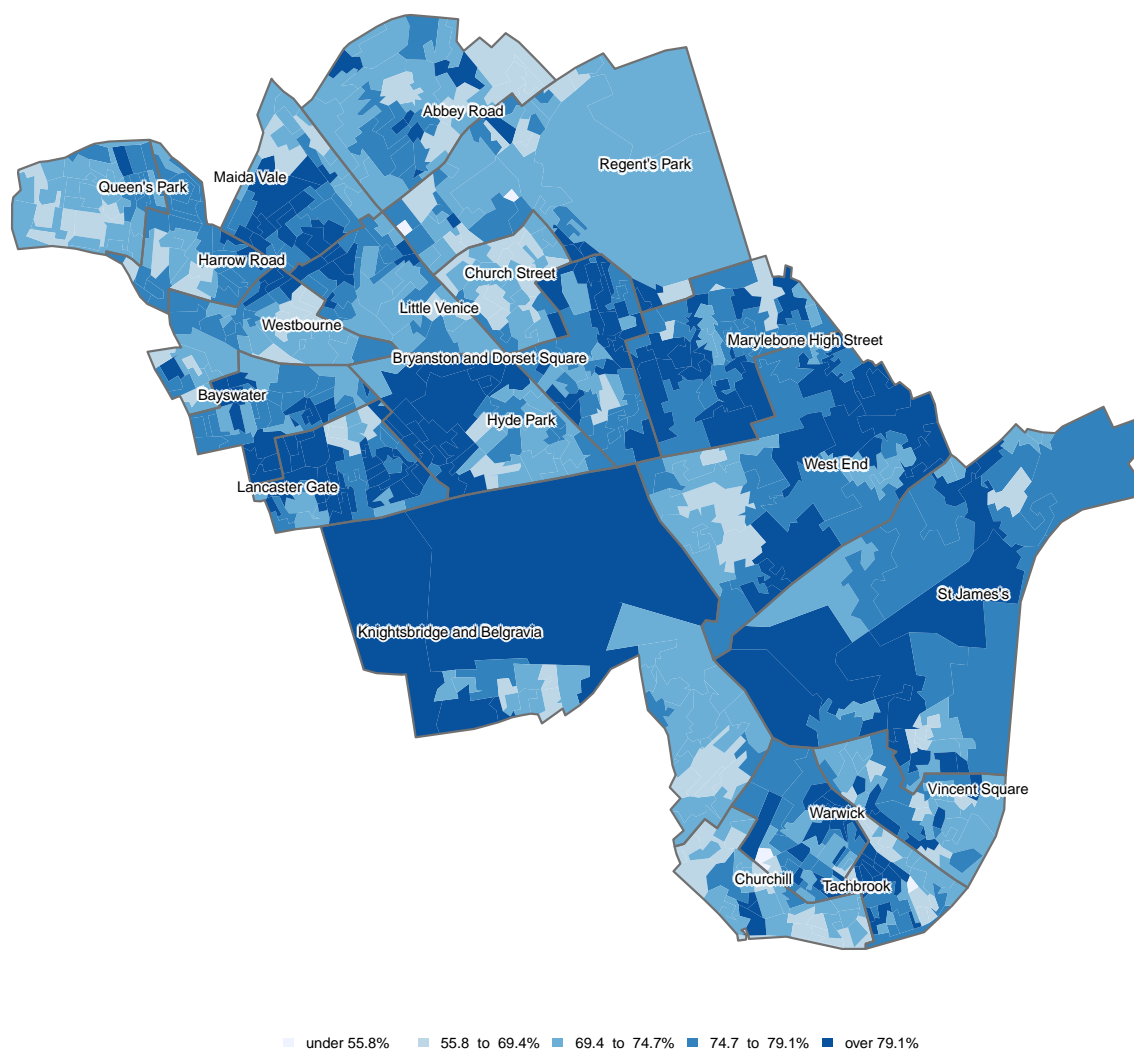 Abbey Road
Regent's Park
Maida Vale
Queen's Park
Harrow Road
Church Street
Little Venice
Westbourne
Marylebone High Street
Bryanston and Dorset Square
Bayswater
Hyde Park
West End
Lancaster Gate
St James's
Knightsbridge and Belgravia
Vincent Square
Warwick
Churchill
Tachbrook
under 55.8% 55.8 to 69.4% 69.4 to 74.7% 74.7 to 79.1% over 79.1%